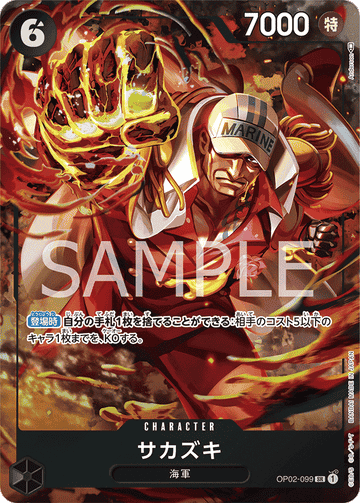 6
7000 特
MARINE
SAMPLE
登場時 自分の手札1枚を捨てることができる：相手のコスト5以下の
キャラ1枚までを、KOする。
CHARACTER
サカズキ
海軍
OP02-099 SR 1